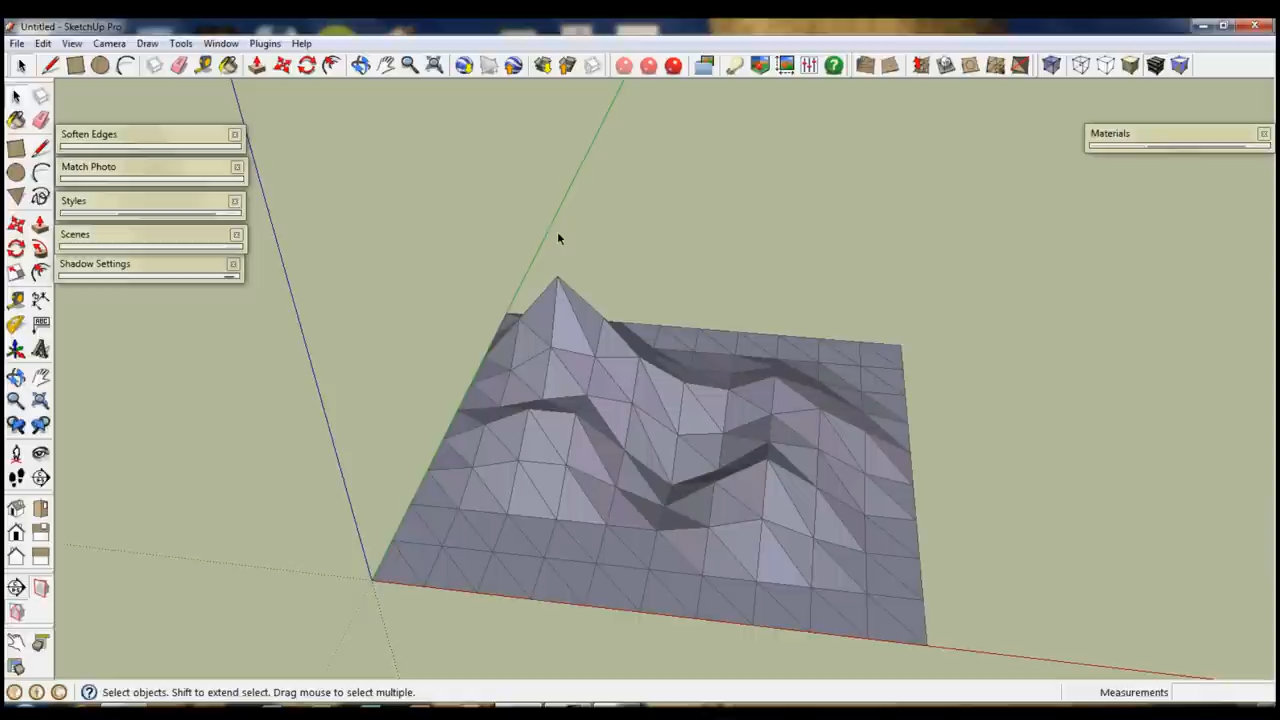 Untitled - SketchUp Pro
File Edit View Camera Draw Tools Window Plugins Help
Soften Edges
Match Photo
Styles
Scenes
Shadow Settings
Materials
ABC
Select objects. Shift to extend select. Drag mouse to select multiple.
Measurements